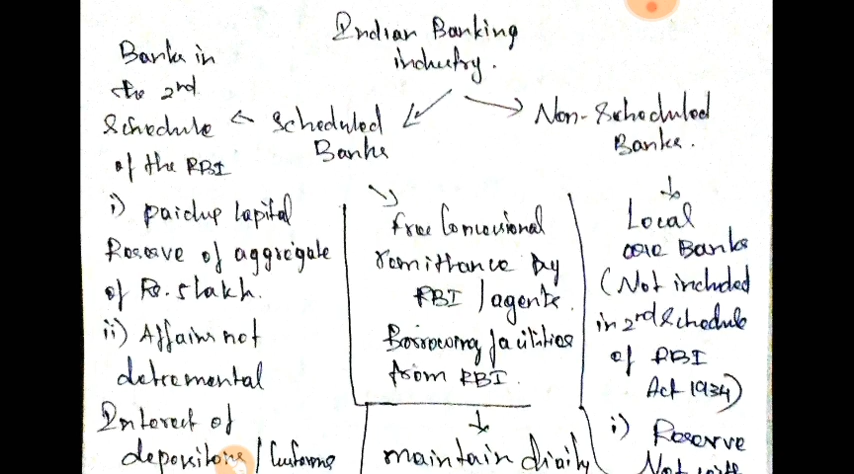 Indian Banking
industry.
Banks in
the 2nd
Schedule
of the RBI
i) paidup Capital
Reserve of aggregate
of Rs. 5 lakh.
ii) Affairs not
detremental
Interest of
depositors / Customs
Scheduled
Banks
free Concessional
remittance by
RBI / agents.
Borrowing facilities
from RBI.
maintain
Non-Scheduled
Banks.
Local
Banks
(Not included
in 2nd Schedule
of RBI
Act 1934)
i) Reserve
Not